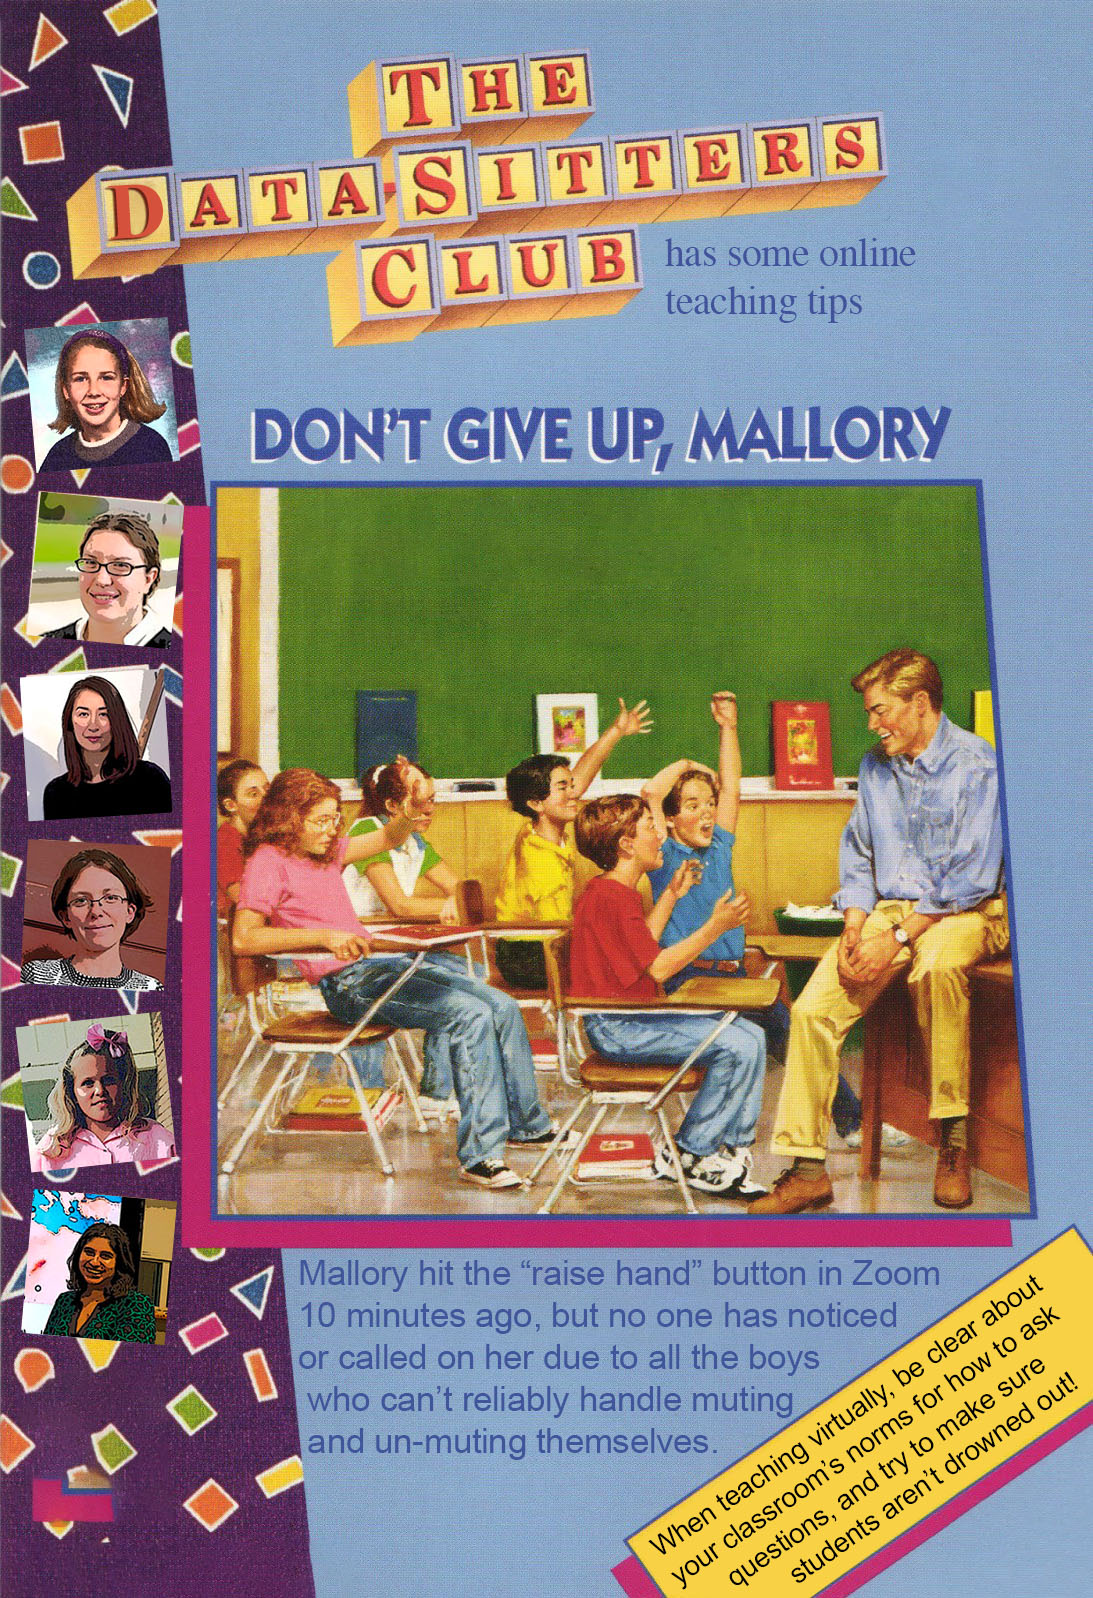 THE
DATA-SITTERS
CLUB
has some online
teaching tips
DON'T GIVE UP, MALLORY
Mallory hit the “raise hand” button in Zoom
10 minutes ago, but no one has noticed
or called on her due to all the boys
who can't reliably handle muting
and un-muting themselves.
When teaching virtually, be clear about
your classroom's norms for how to ask
questions, and try to make sure
students aren't drowned out!